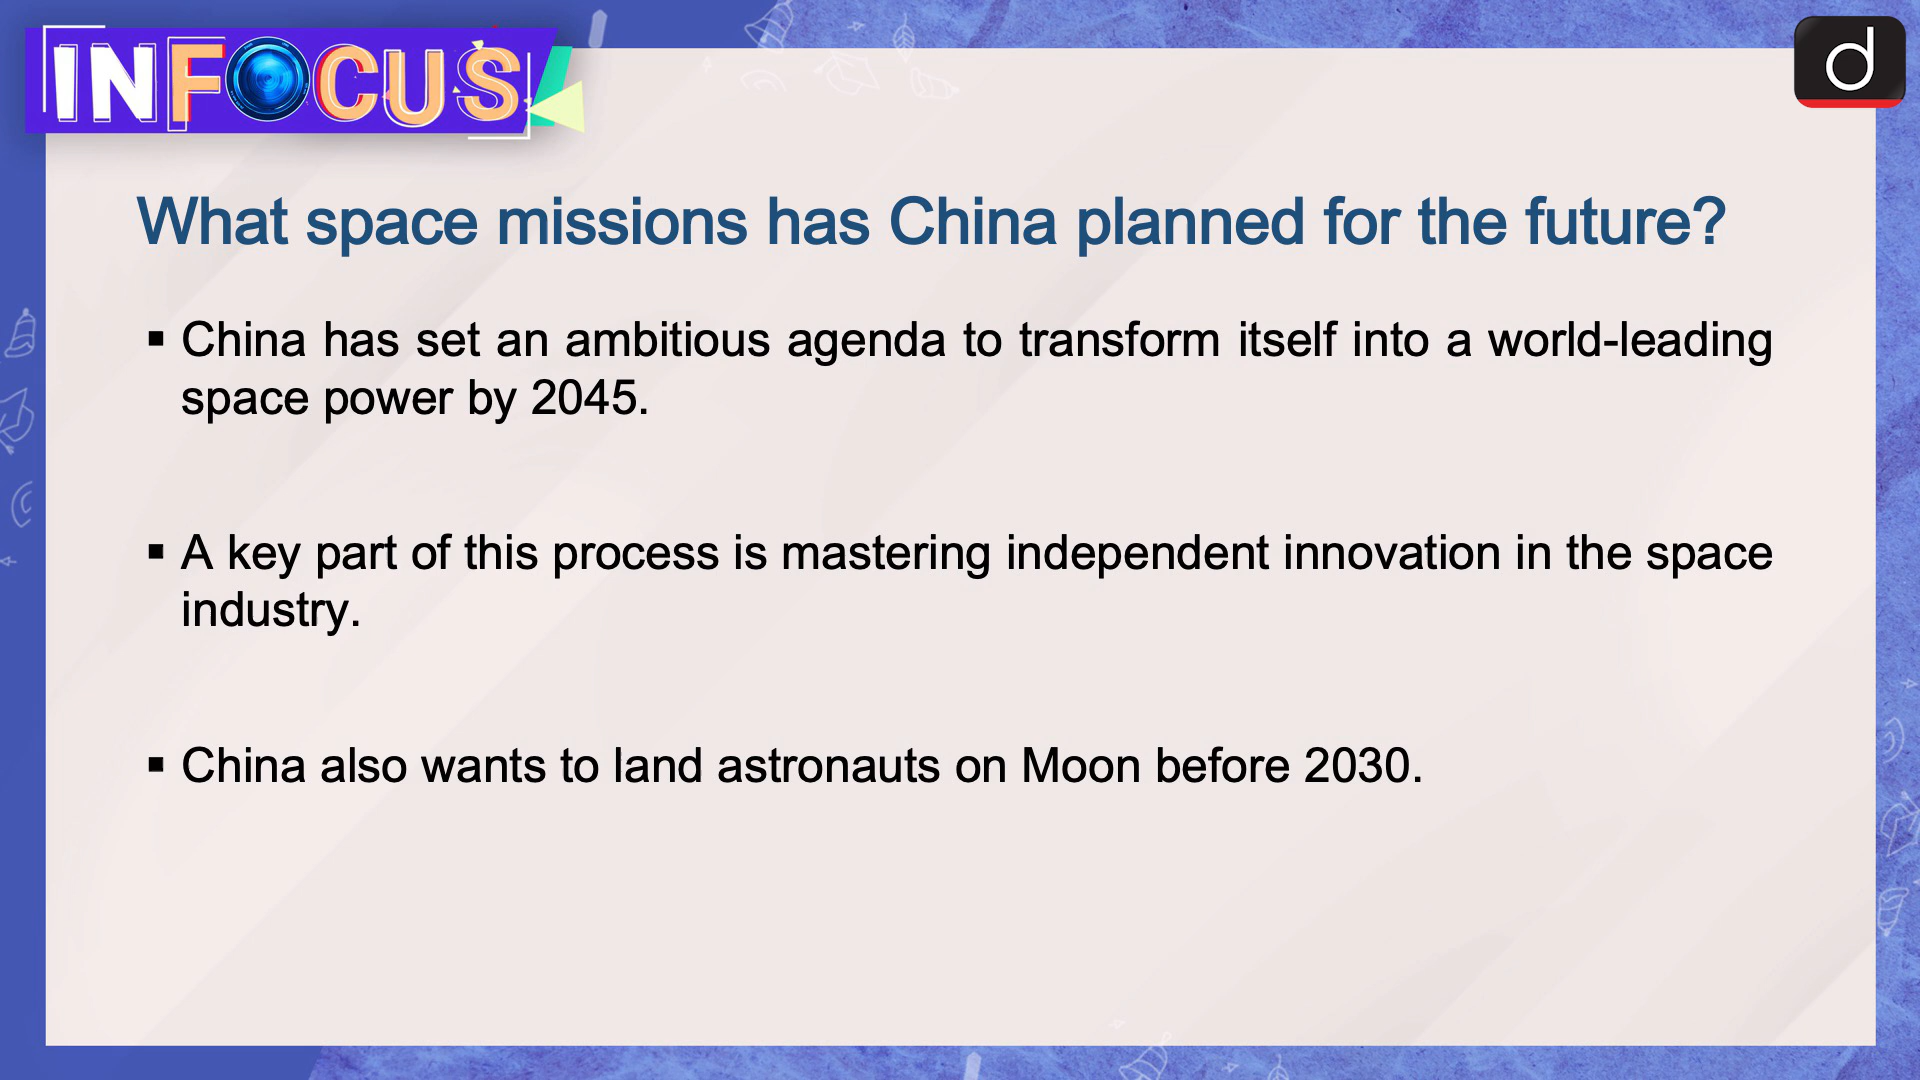 INFOCUS
d
What space missions has China planned for the future?
▪ China has set an ambitious agenda to transform itself into a world-leading
space power by 2045.
▪ A key part of this process is mastering independent innovation in the space
industry.
▪ China also wants to land astronauts on Moon before 2030.